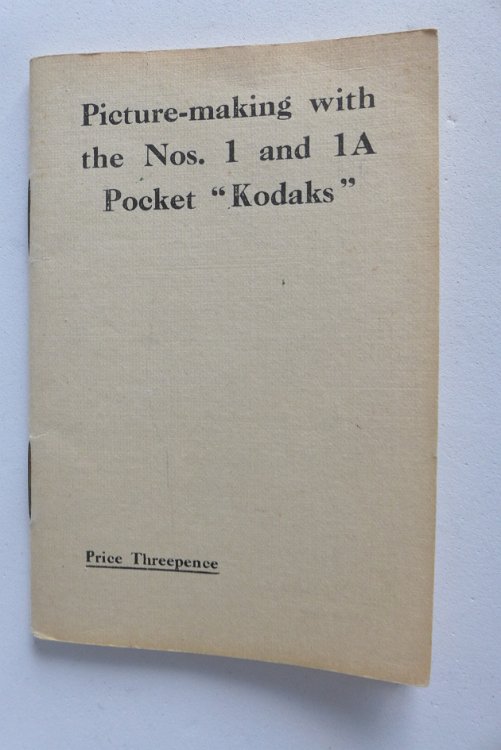 Picture-making with
the Nos. 1 and 1A
Pocket “Kodaks”
Price Threepence